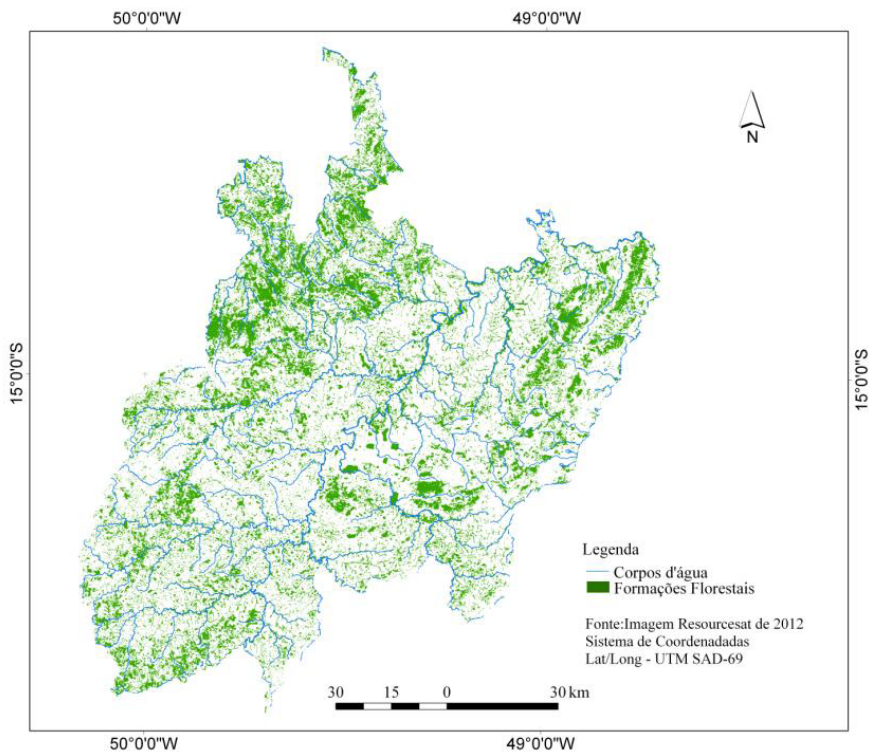 50°0'0"W 49°0'0"W
N
15°0'0"S 15°0'0"S
Legenda
Corpos d'água
Formações Florestais
Fonte:Imagem Resourcesat de 2012
Sistema de Coordenadadas
Lat/Long - UTM SAD-69
30 15 0 30 km
50°0'0"W 49°0'0"W